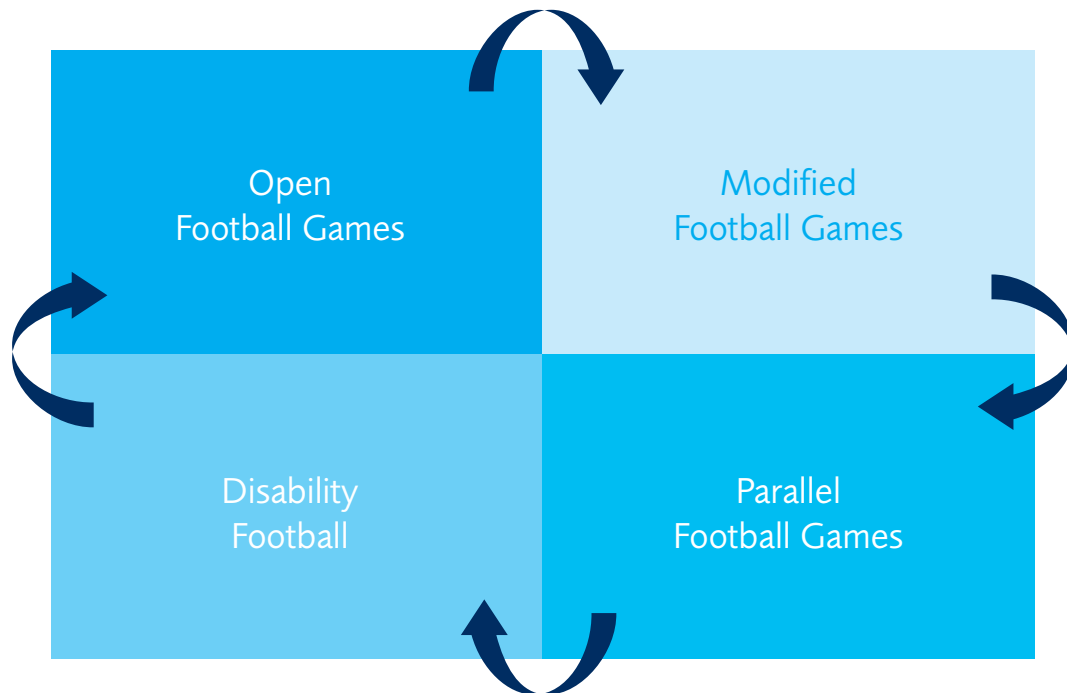 Open
Football Games
Modified
Football Games
Disability
Football
Parallel
Football Games